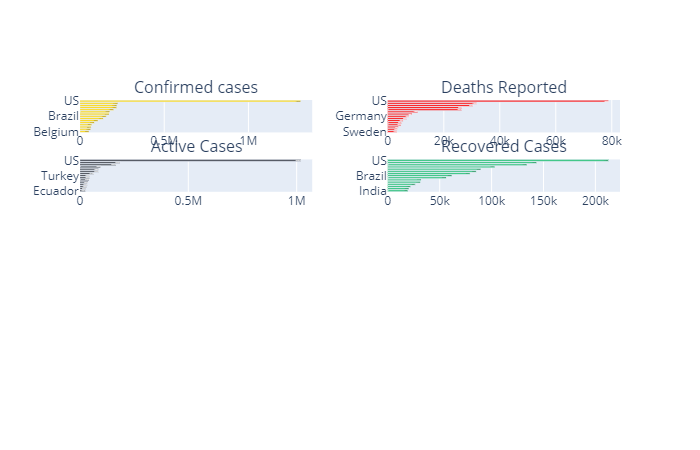 Confirmed cases
US
Brazil
Belgium
0 0.5M 1M
Deaths Reported
US
Germany
Sweden
0 20k 40k 60k 80k
Active Cases
US
Turkey
Ecuador
0 0.5M 1M
Recovered Cases
US
Brazil
India
0 50k 100k 150k 200k